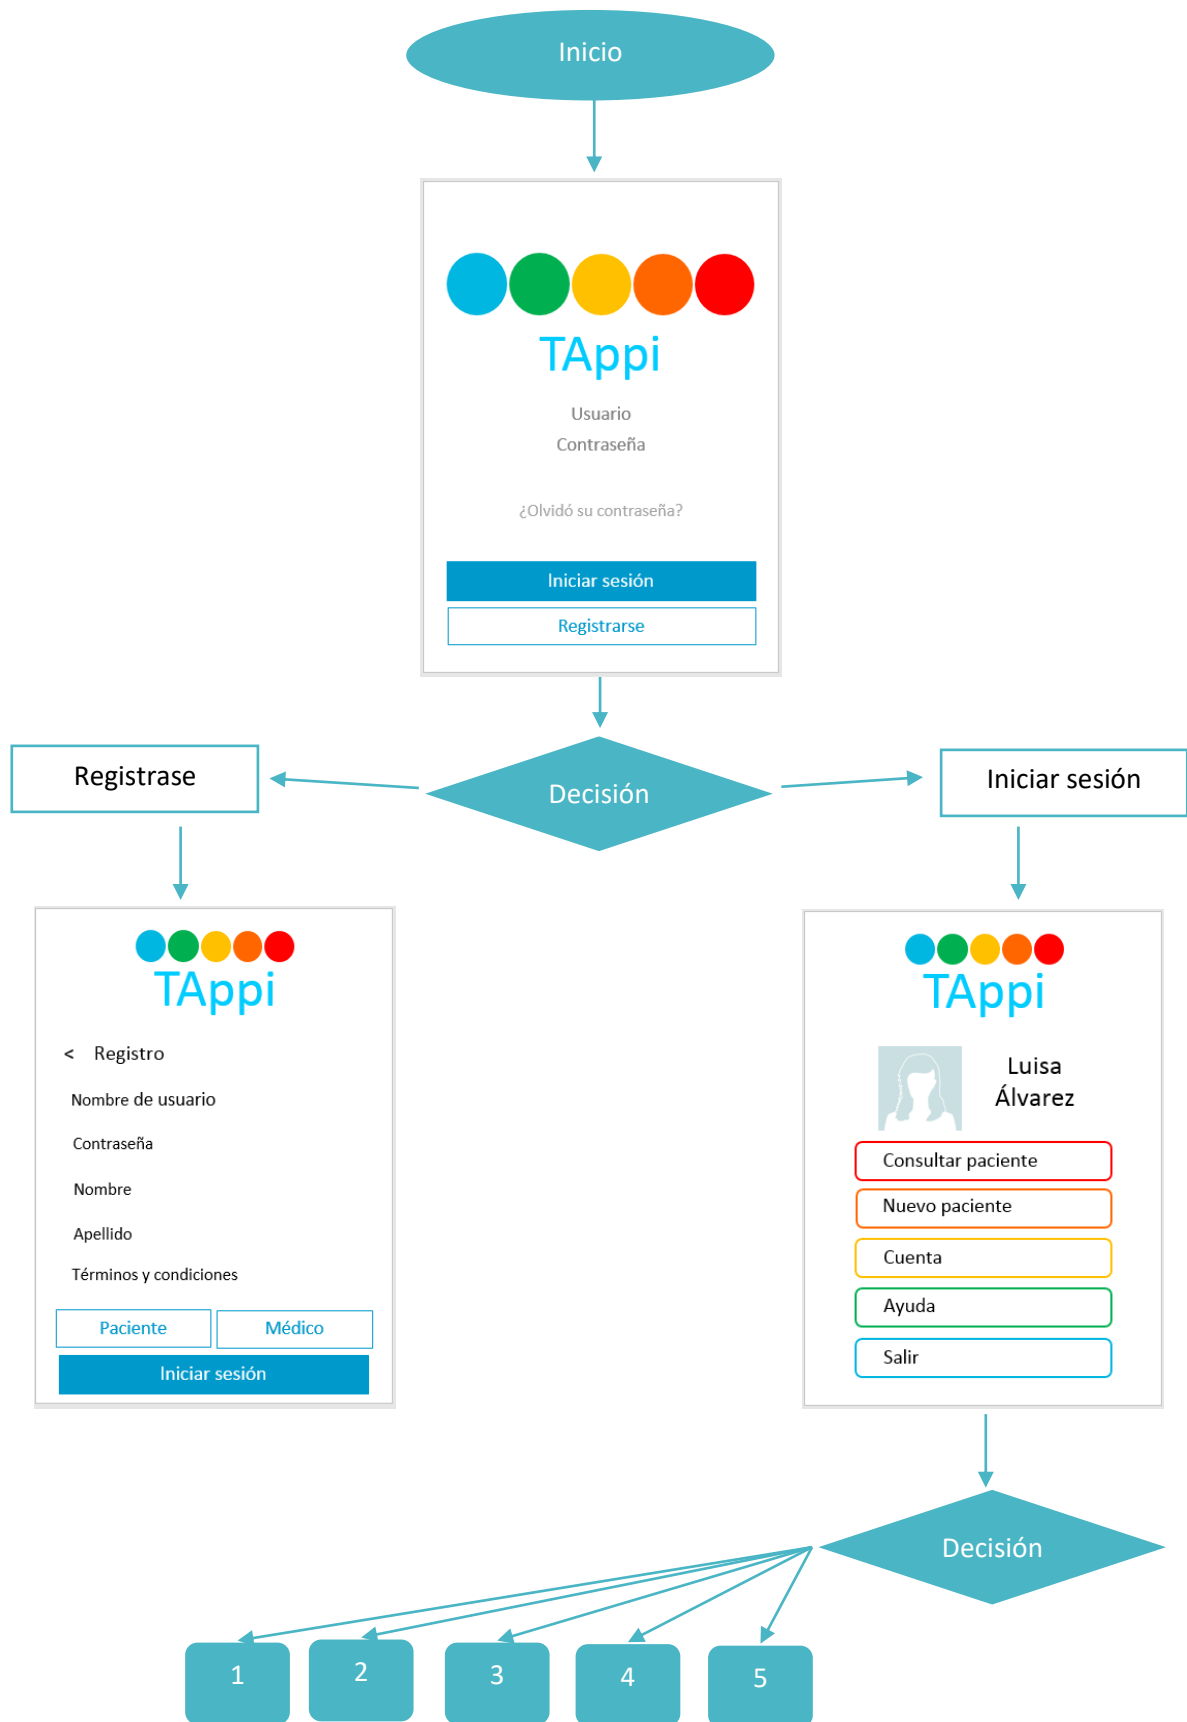 Inicio
TAppi
Usuario
Contraseña
¿Olvidó su contraseña?
Iniciar sesión
Registrarse
Decisión
Registrase
Iniciar sesión
TAppi
< Registro
Nombre de usuario
Contraseña
Nombre
Apellido
Términos y condiciones
Paciente Médico
Iniciar sesión
TAppi
Luisa
Álvarez
Consultar paciente
Nuevo paciente
Cuenta
Ayuda
Salir
Decisión
1 2 3 4 5